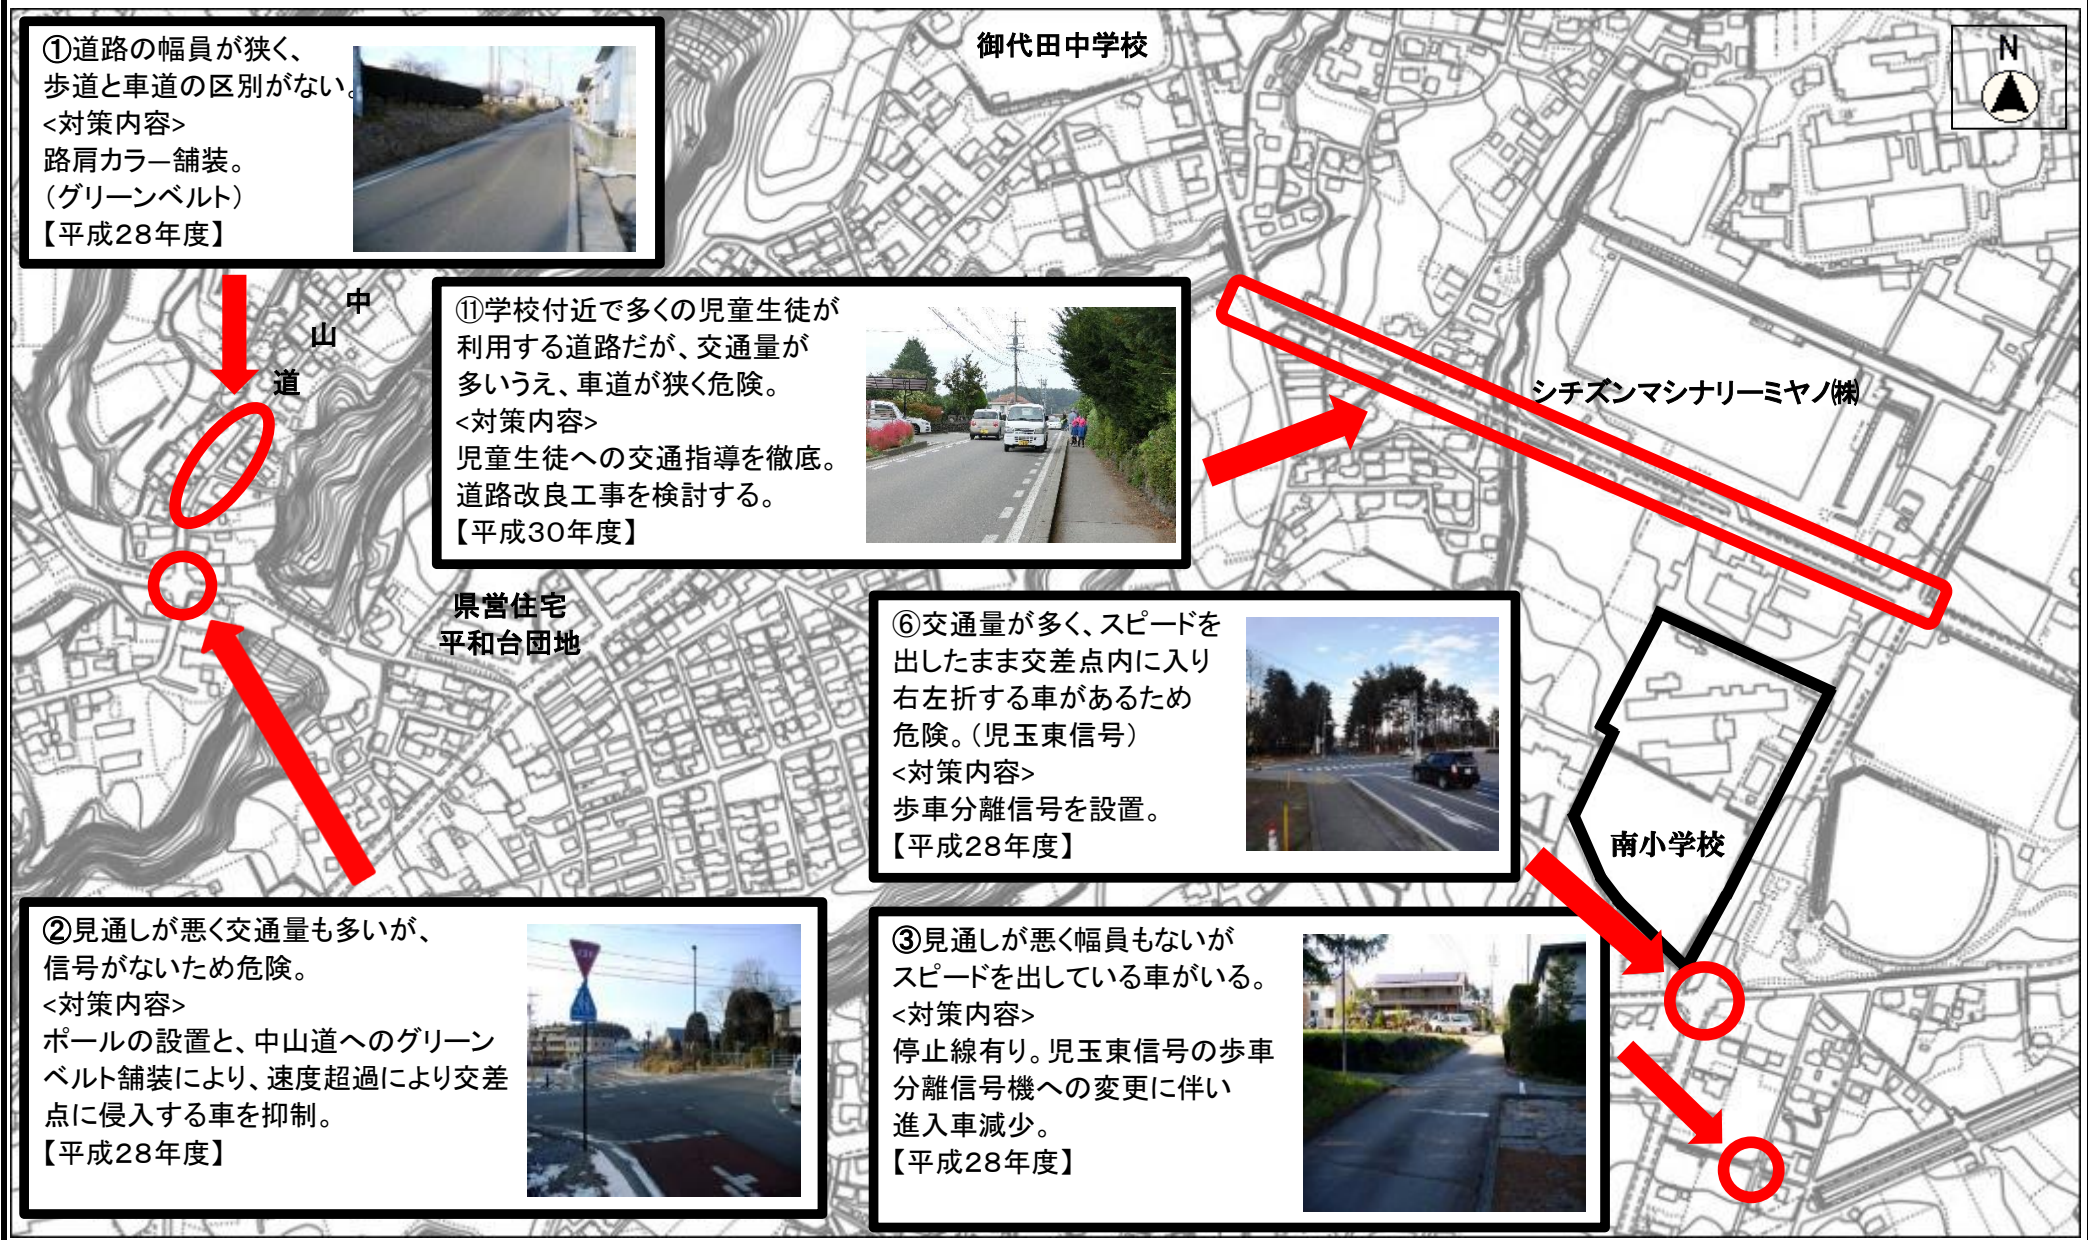 ①道路の幅員が狭く、
歩道と車道の区別がない。
<対策内容>
路肩カラー舗装。
(グリーンベルト)
【平成28年度】
御代田中学校
N
中
山
道
⑪学校付近で多くの児童生徒が
利用する道路だが、交通量が
多いうえ、車道が狭く危険。
<対策内容>
児童生徒への交通指導を徹底。
道路改良工事を検討する。
【平成30年度】
シチズンマシナリーミヤノ㈱
県営住宅
平和台団地
⑥交通量が多く、スピードを
出したまま交差点内に入り
右左折する車があるため
危険。(児玉東信号)
<対策内容>
歩車分離信号を設置。
【平成28年度】
南小学校
②見通しが悪く交通量も多いが、
信号がないため危険。
<対策内容>
ポールの設置と、中山道へのグリーン
ベルト舗装により、速度超過により交差
点に侵入する車を抑制。
【平成28年度】
③見通しが悪く幅員もないが
スピードを出している車がいる。
<対策内容>
停止線有り。児玉東信号の歩車
分離信号機への変更に伴い
進入車減少。
【平成28年度】